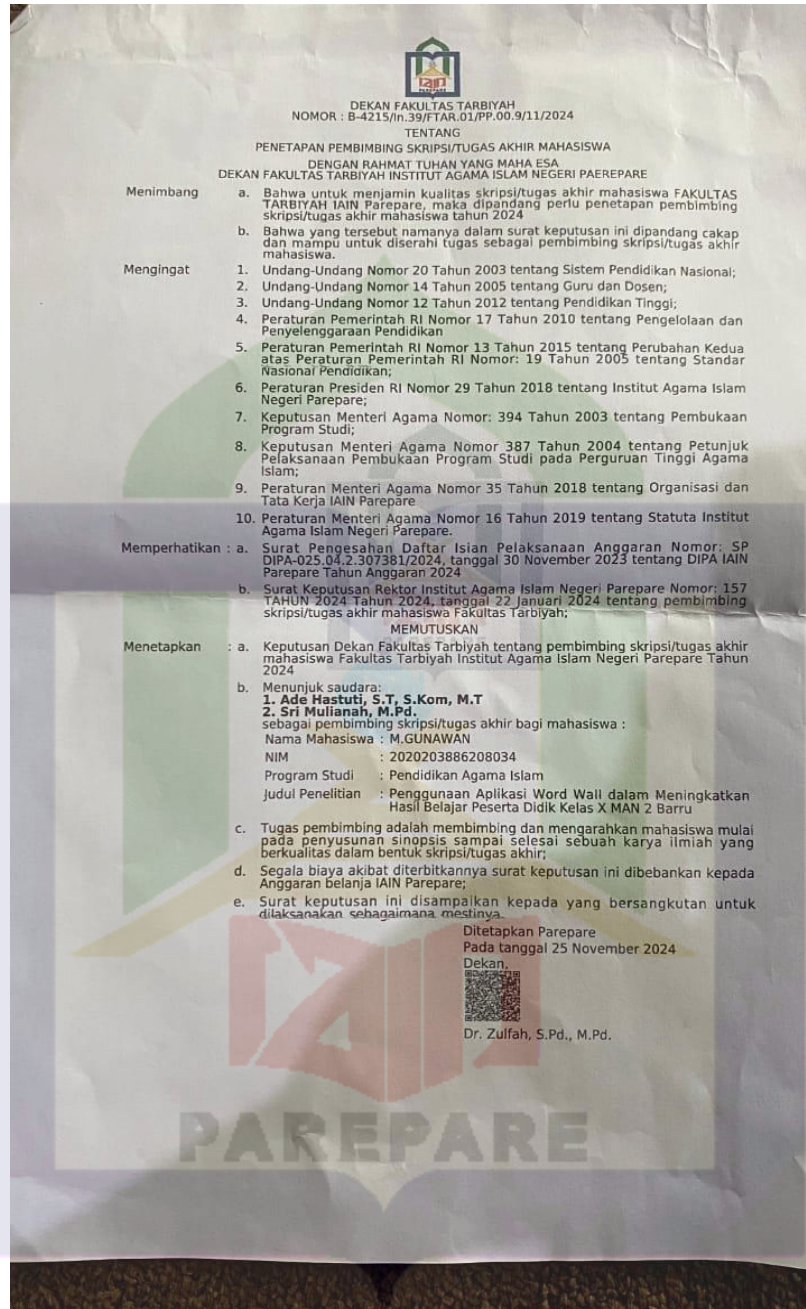 IAIN
DEKAN FAKULTAS TARBIYAH
NOMOR : B-4215/In.39/FTAR.01/PP.00.9/11/2024
TENTANG
PENETAPAN PEMBIMBING SKRIPSI/TUGAS AKHIR MAHASISWA
DENGAN RAHMAT TUHAN YANG MAHA ESA
DEKAN FAKULTAS TARBIYAH INSTITUT AGAMA ISLAM NEGERI PAEREPARE
Menimbang a. Bahwa untuk menjamin kualitas skripsi/tugas akhir mahasiswa FAKULTAS
TARBIYAH IAIN Parepare, maka dipandang perlu penetapan pembimbing
skripsi/tugas akhir mahasiswa tahun 2024
b. Bahwa yang tersebut namanya dalam surat keputusan ini dipandang cakap
dan mampu untuk diserahi tugas sebagai pembimbing skripsi/tugas akhir
mahasiswa.
Mengingat 1. Undang-Undang Nomor 20 Tahun 2003 tentang Sistem Pendidikan Nasional;
2. Undang-Undang Nomor 14 Tahun 2005 tentang Guru dan Dosen;
3. Undang-Undang Nomor 12 Tahun 2012 tentang Pendidikan Tinggi;
4. Peraturan Pemerintah RI Nomor 17 Tahun 2010 tentang Pengelolaan dan
Penyelenggaraan Pendidikan
5. Peraturan Pemerintah RI Nomor 13 Tahun 2015 tentang Perubahan Kedua
atas Peraturan Pemerintah RI Nomor: 19 Tahun 2005 tentang Standar
Nasional Pendidikan;
6. Peraturan Presiden RI Nomor 29 Tahun 2018 tentang Institut Agama Islam
Negeri Parepare;
7. Keputusan Menteri Agama Nomor: 394 Tahun 2003 tentang Pembukaan
Program Studi;
8. Keputusan Menteri Agama Nomor 387 Tahun 2004 tentang Petunjuk
Pelaksanaan Pembukaan Program Studi pada Perguruan Tinggi Agama
Islam;
9. Peraturan Menteri Agama Nomor 35 Tahun 2018 tentang Organisasi dan
Tata Kerja IAIN Parepare
10. Peraturan Menteri Agama Nomor 16 Tahun 2019 tentang Statuta Institut
Agama Islam Negeri Parepare.
Memperhatikan : a. Surat Pengesahan Daftar Isian Pelaksanaan Anggaran Nomor: SP
DIPA-025.04.2.307381/2024, tanggal 30 November 2023 tentang DIPA IAIN
Parepare Tahun Anggaran 2024
b. Surat Keputusan Rektor Institut Agama Islam Negeri Parepare Nomor: 157
TAHUN 2024 Tahun 2024, tanggal 22 Januari 2024 tentang pembimbing
skripsi/tugas akhir mahasiswa Fakultas Tarbiyah;
MEMUTUSKAN
Menetapkan : a. Keputusan Dekan Fakultas Tarbiyah tentang pembimbing skripsi/tugas akhir
mahasiswa Fakultas Tarbiyah Institut Agama Islam Negeri Parepare Tahun
2024
b. Menunjuk saudara:
1. Ade Hastuti, S.T, S.Kom, M.T
2. Sri Mulianah, M.Pd.
sebagai pembimbing skripsi/tugas akhir bagi mahasiswa :
Nama Mahasiswa : M.GUNAWAN
NIM : 2020203886208034
Program Studi : Pendidikan Agama Islam
Judul Penelitian : Penggunaan Aplikasi Word Wall dalam Meningkatkan
Hasil Belajar Peserta Didik Kelas X MAN 2 Barru
c. Tugas pembimbing adalah membimbing dan mengarahkan mahasiswa mulai
pada penyusunan sinopsis sampai selesai sebuah karya ilmiah yang
berkualitas dalam bentuk skripsi/tugas akhir;
d. Segala biaya akibat diterbitkannya surat keputusan ini dibebankan kepada
Anggaran belanja IAIN Parepare;
e. Surat keputusan ini disampaikan kepada yang bersangkutan untuk
dilaksanakan sebagaimana mestinya.
Ditetapkan Parepare
Pada tanggal 25 November 2024
Dekan,
Dr. Zulfah, S.Pd., M.Pd.
IAIN
PAREPARE